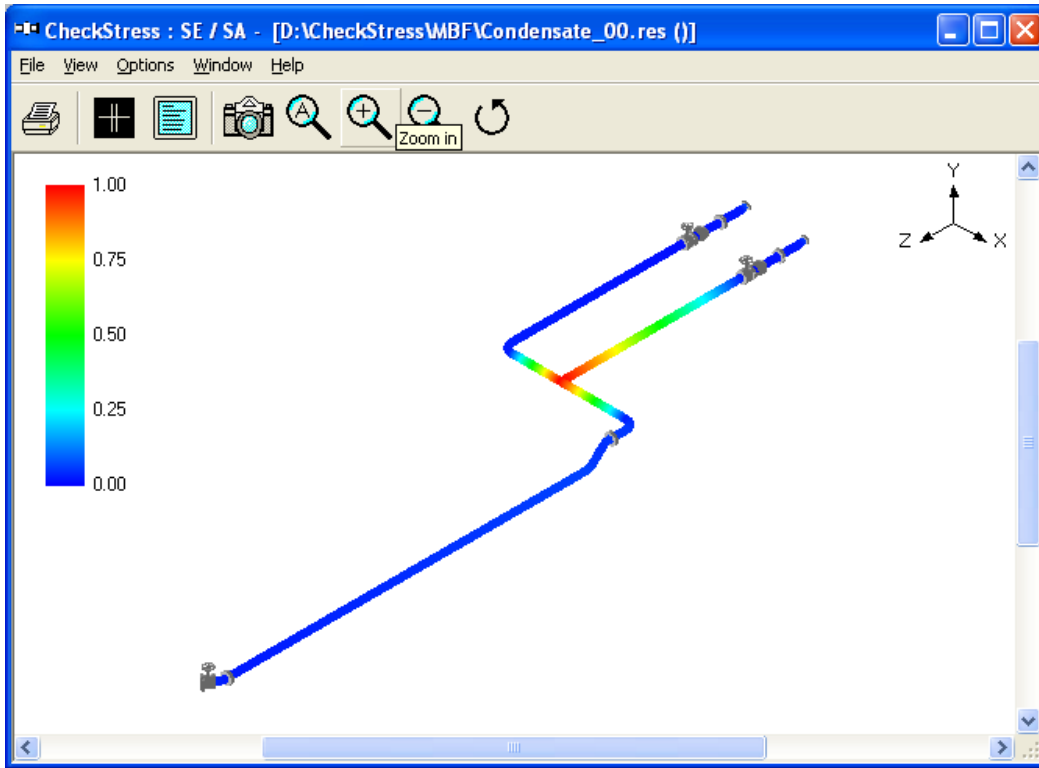 CheckStress : SE / SA - [D:\CheckStress\MBF\Condensate_00.res ()]
File View Options Window Help
A
Zoom in
1.00
0.75
0.50
0.25
0.00
Y
Z
X